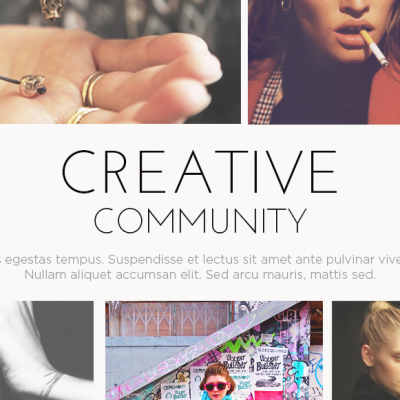 CREATIVE
COMMUNITY
egestas tempus. Suspendisse et lectus sit amet ante pulvinar
Nullam aliquet accumsan elit. Sed arcu mauris, mattis sed.